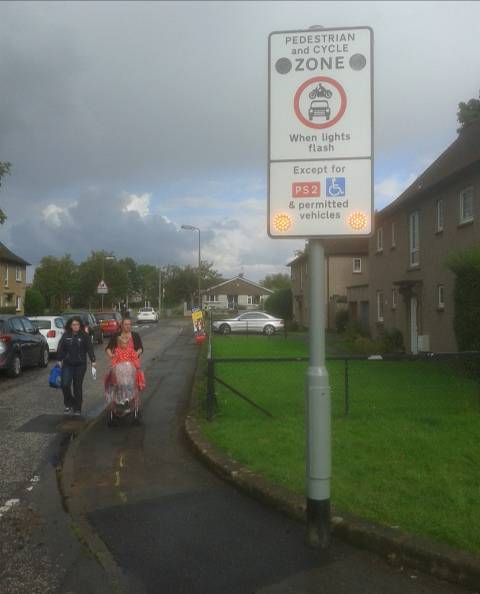 PEDESTRIAN
and CYCLE
ZONE
When lights
flash
Except for
PS2
& permitted
vehicles